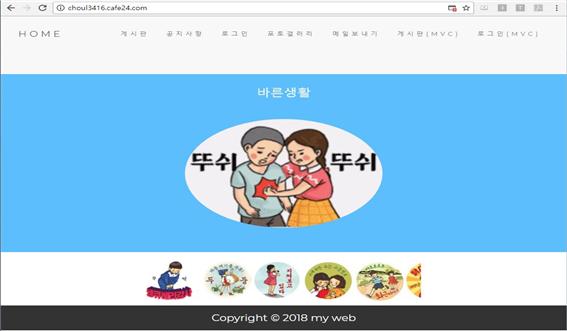 choul3416.cafe24.com
HOME 게시판 공지사항 로그인 포토갤러리 메일보내기 게시판(MVC) 로그인(MVC)
바른생활
뚜쉬 뚜쉬
Copyright © 2018 my web